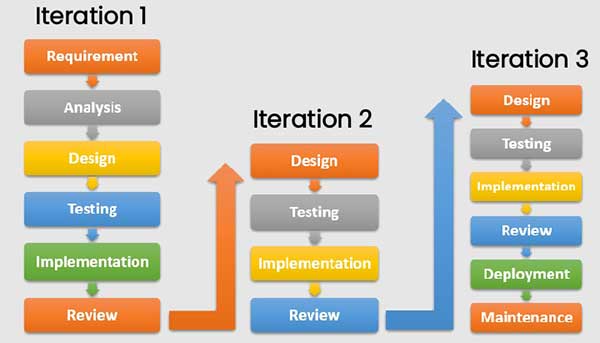 Iteration 1
Requirement
Analysis
Design
Testing
Implementation
Review
Iteration 2
Design
Testing
Implementation
Review
Iteration 3
Design
Testing
Implementation
Review
Deployment
Maintenance